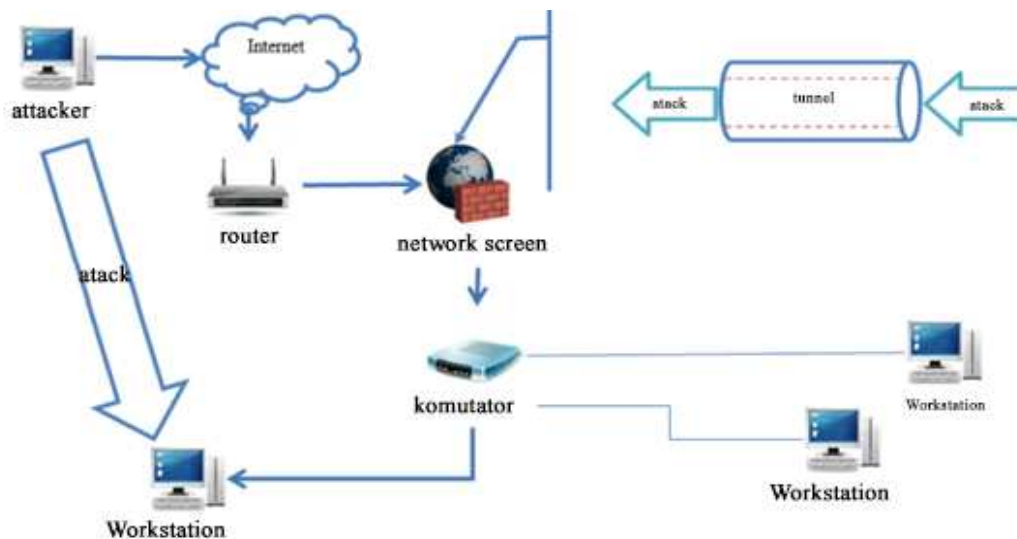 Internet
attacker
atack
tunnel
atack
router
network screen
atack
komutator
Workstation
Workstation
Workstation